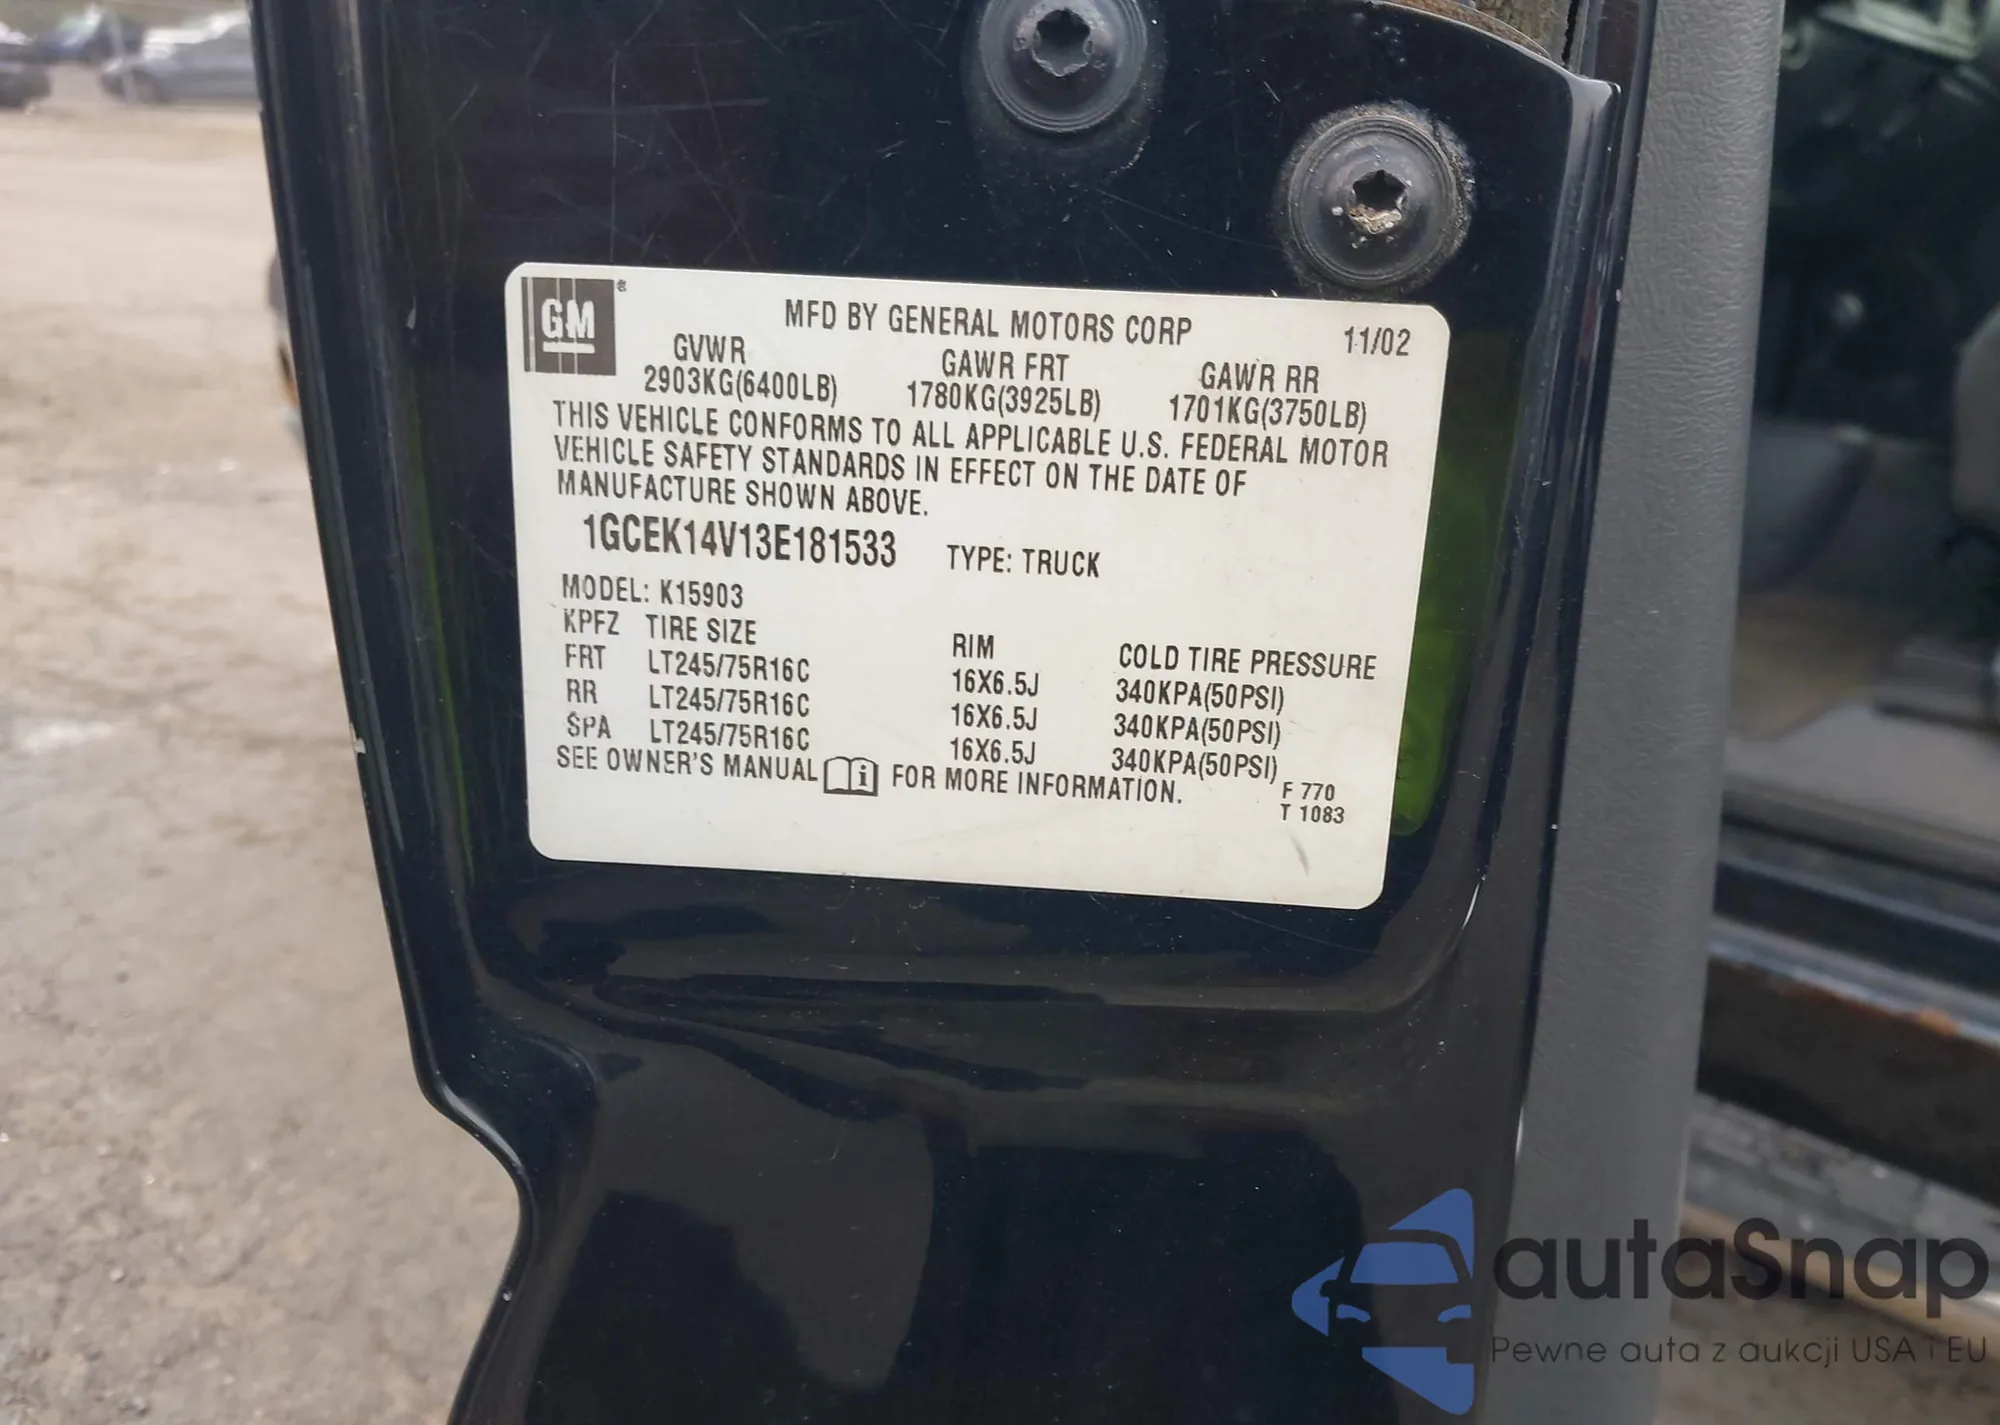 GM ®
MFD BY GENERAL MOTORS CORP 11/02
GVWR GAWR FRT GAWR RR
2903KG(6400LB) 1780KG(3925LB) 1701KG(3750LB)
THIS VEHICLE CONFORMS TO ALL APPLICABLE U.S. FEDERAL MOTOR
VEHICLE SAFETY STANDARDS IN EFFECT ON THE DATE OF
MANUFACTURE SHOWN ABOVE.
1GCEK14V13E181533 TYPE: TRUCK
MODEL: K15903
KPFZ TIRE SIZE RIM COLD TIRE PRESSURE
FRT LT245/75R16C 16X6.5J 340KPA(50PSI)
RR LT245/75R16C 16X6.5J 340KPA(50PSI)
SPA LT245/75R16C 16X6.5J 340KPA(50PSI)
SEE OWNER'S MANUAL i FOR MORE INFORMATION.
F 770
T 1083
autaSnap
Pewne auta z aukcji USA i EU